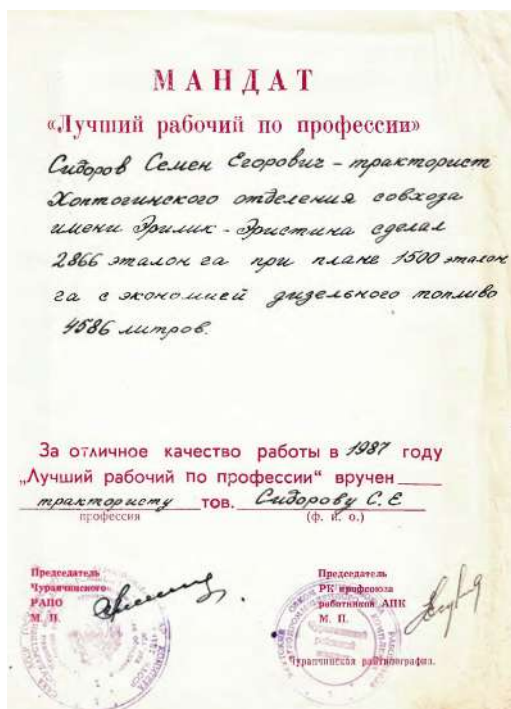 МАНДАТ
«Лучший рабочий по профессии»
Сидоров Семен Егорович - тракторист
Хоптогинского отделения совхоза
имени Эрилик - Эристина сделал
2866 эталон га при плане 1500 эталон
га с экономией дизельного топливо
4586 литров.
За отличное качество работы в 1987 году
„Лучший рабочий по профессии“ вручен
трактористу тов. Сидорову С. Е
профессия (ф. и. о.)
Председатель
Чурапчинского
РАПО
М. П.
Председатель
РК профсоюза
работников АПК
М. П.
Чурапчинская райтипография.